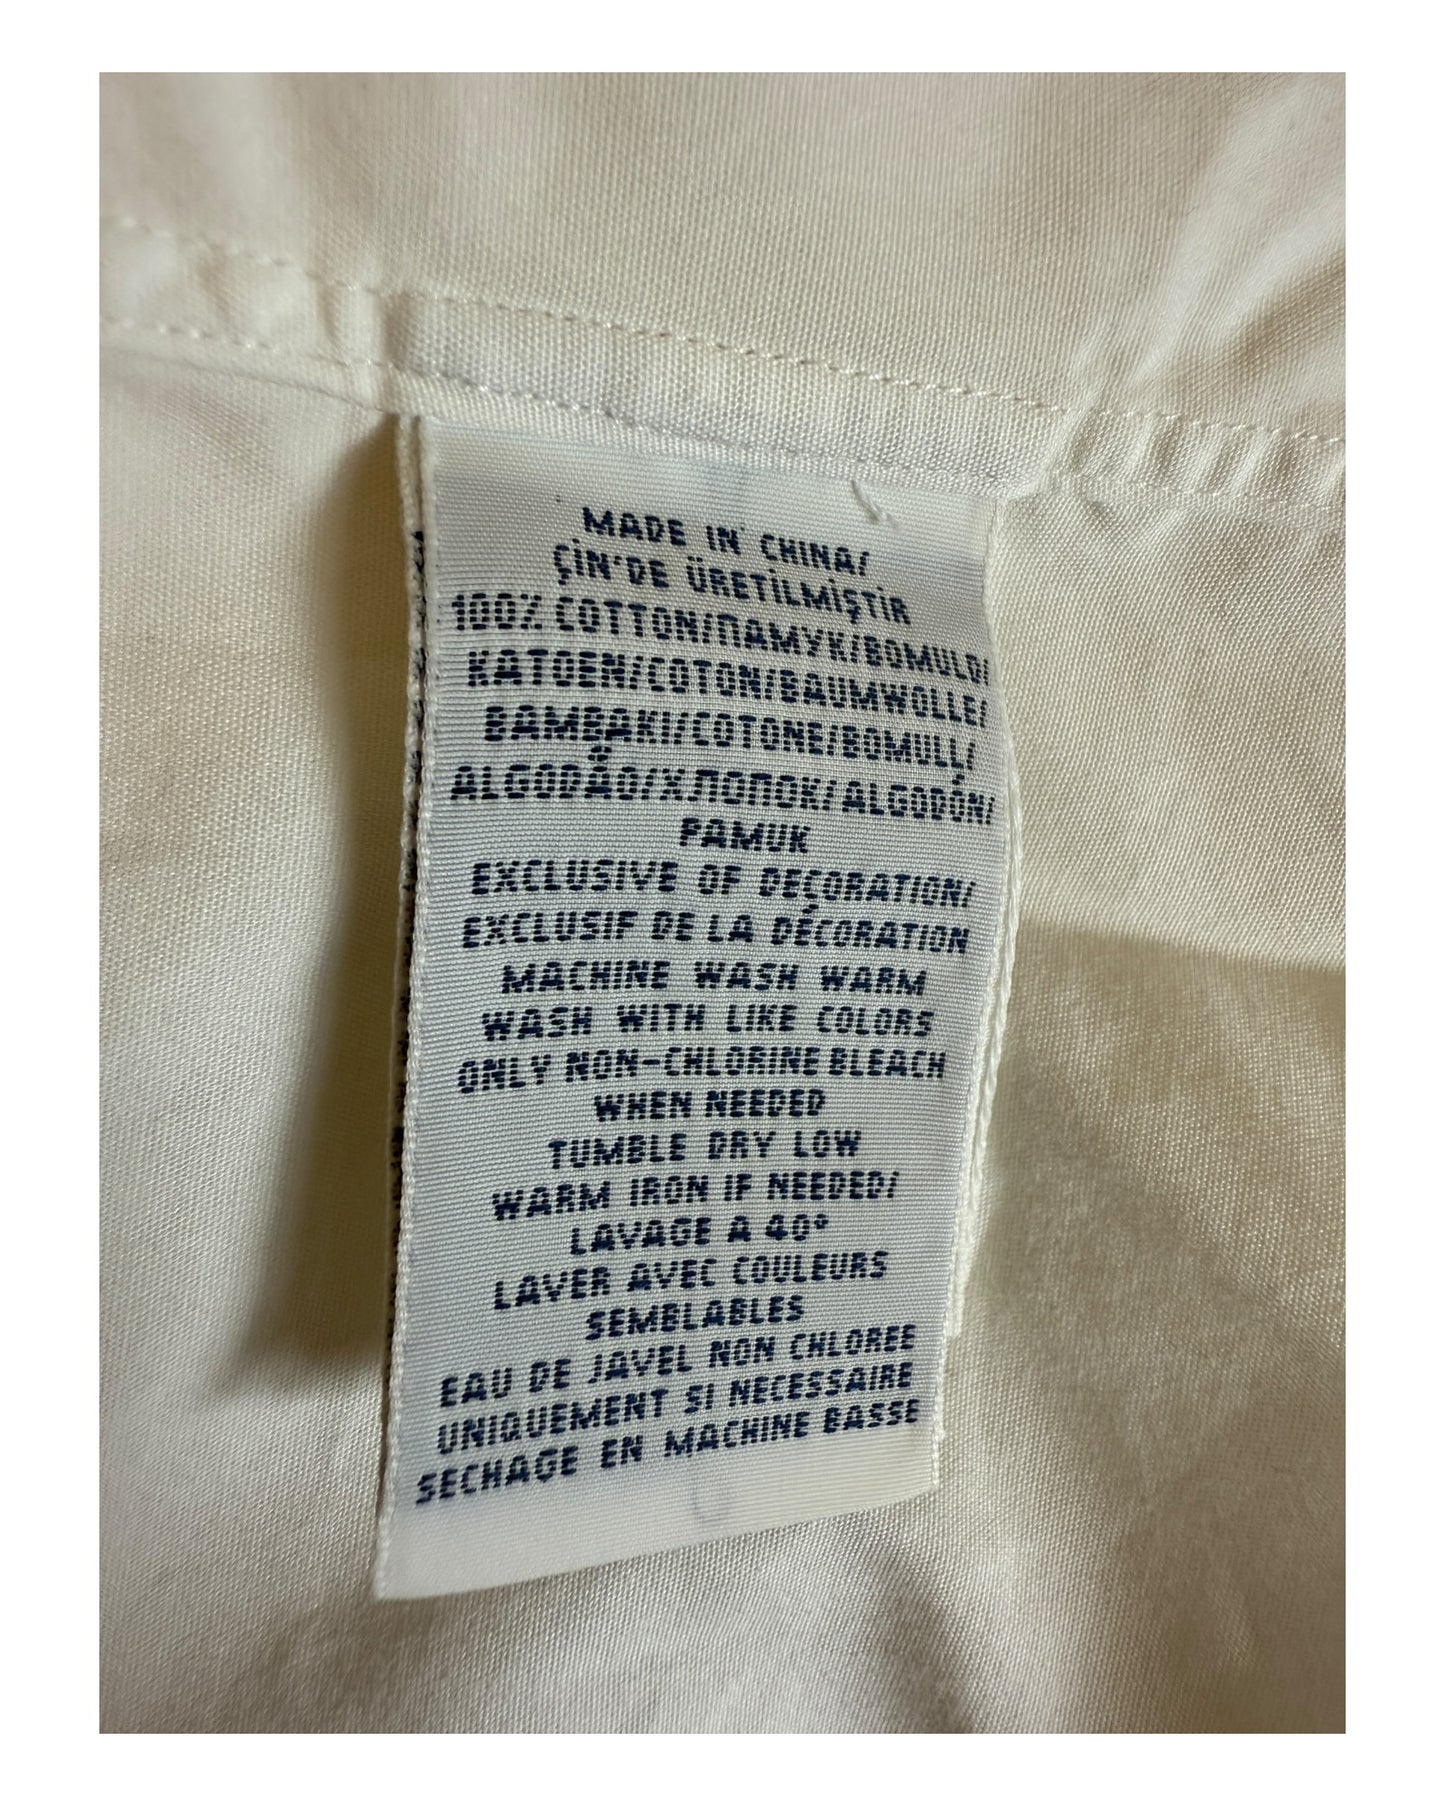 MADE IN CHINA/
ÇİN'DE ÜRETİLMİŞTİR
100% COTTON/ПАМУК/BOMULD/
KATOEN/COTON/BAUMWOLLE/
BAMBAKI/COTONE/BOMULL/
ALGODÃO/ХЛОПОК/ALGODÓN/
PAMUK
EXCLUSIVE OF DECORATION/
EXCLUSIF DE LA DÉCORATION
MACHINE WASH WARM
WASH WITH LIKE COLORS
ONLY NON-CHLORINE BLEACH
WHEN NEEDED
TUMBLE DRY LOW
WARM IRON IF NEEDED/
LAVAGE A 40°
LAVER AVEC COULEURS
SEMBLABLES
EAU DE JAVEL NON CHLOREE
UNIQUEMENT SI NECESSAIRE
SECHAGE EN MACHINE BASSE